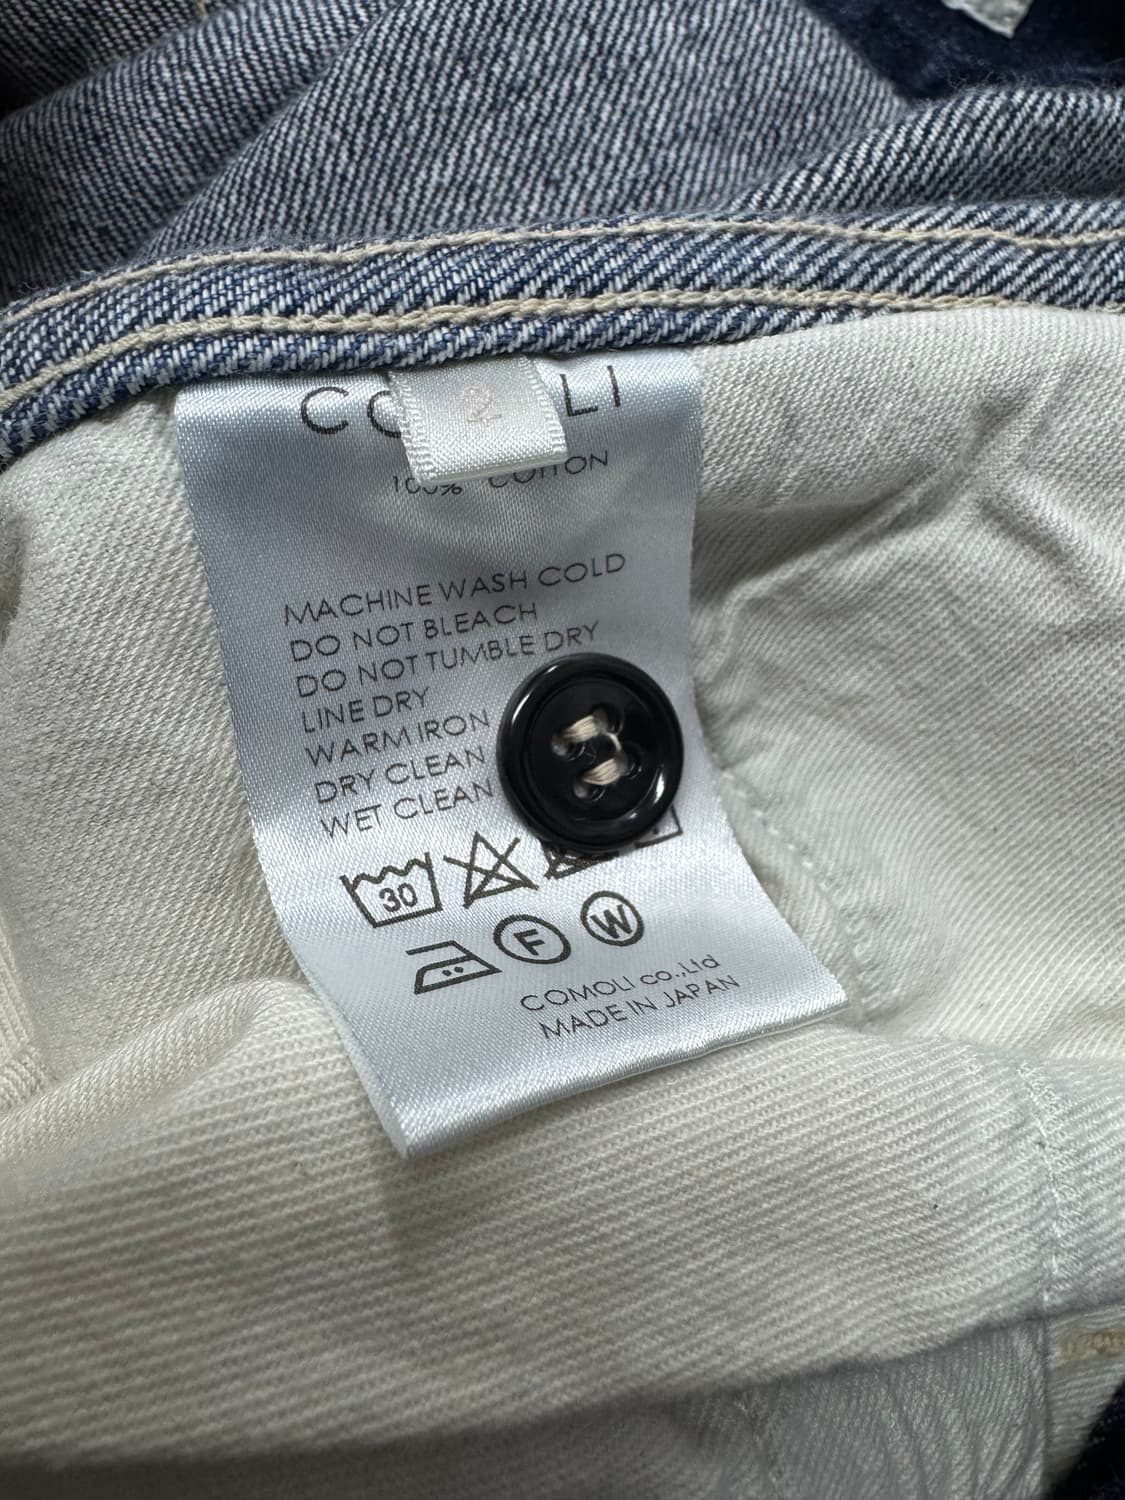 2
100% COTTON
MACHINE WASH COLD
DO NOT BLEACH
DO NOT TUMBLE DRY
LINE DRY
WARM IRON
DRY CLEAN
WET CLEAN
30
F W
COMOLI co.,Ltd
MADE IN JAPAN